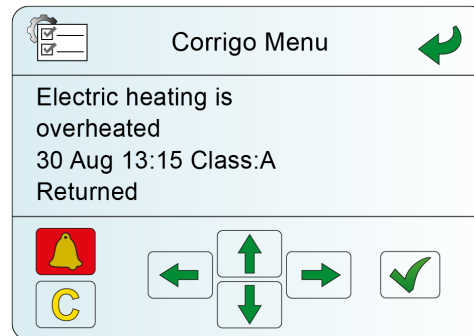 Corrigo Menu
Electric heating is
overheated
30 Aug 13:15 Class:A
Returned
C